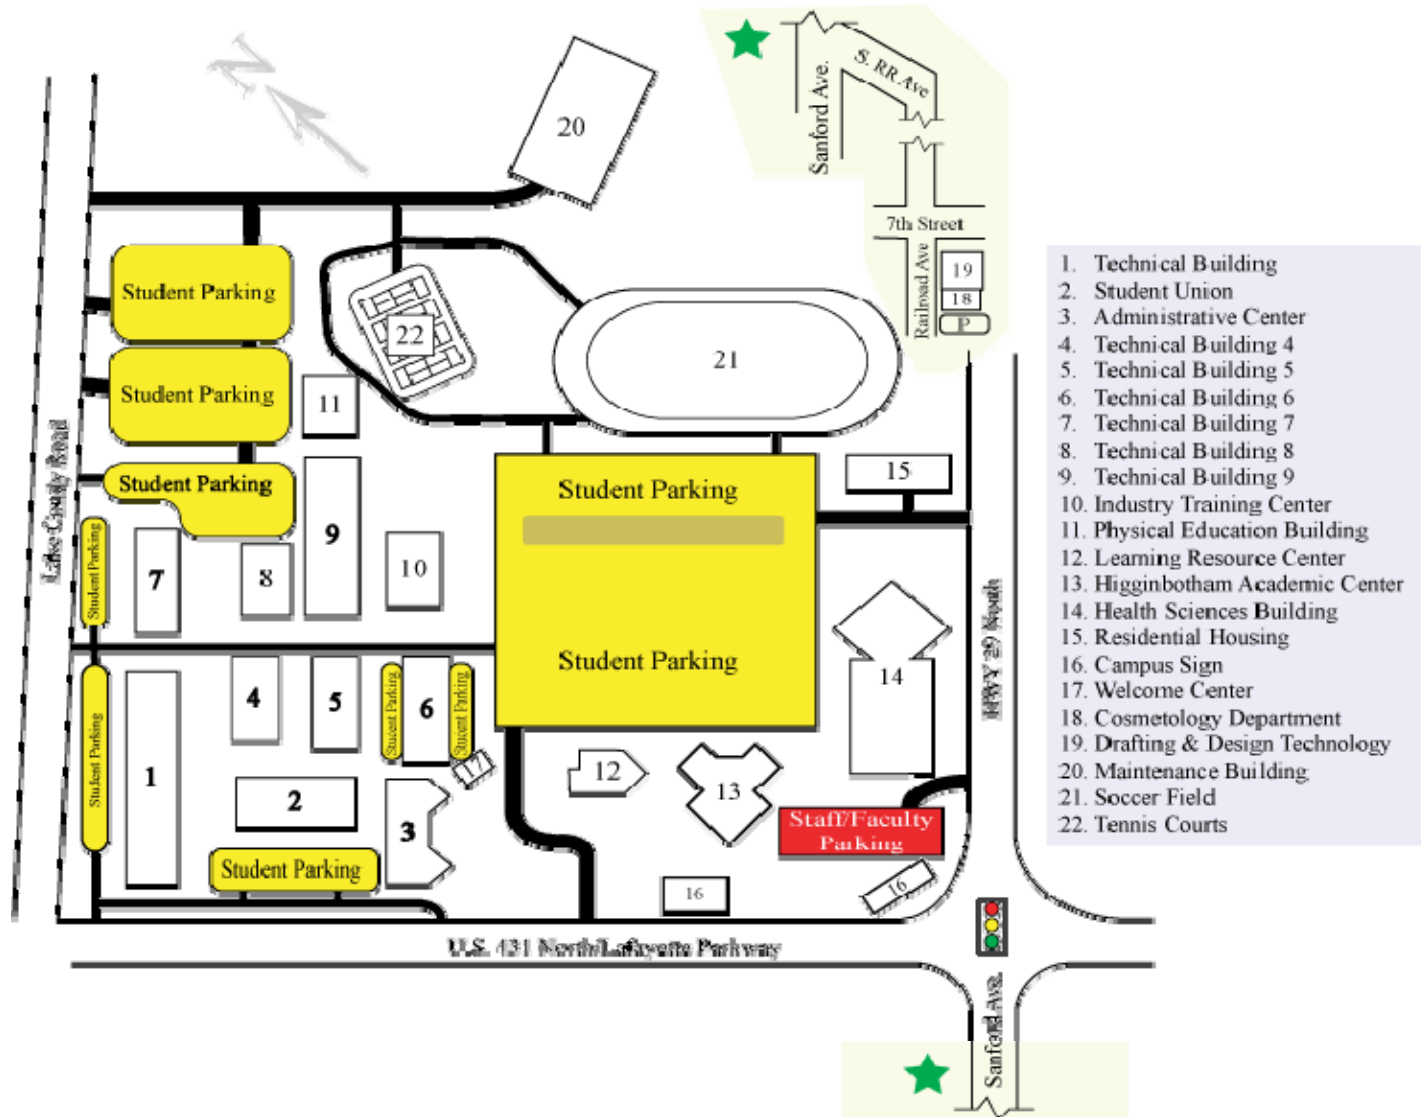 N
20
Sanford Ave.
S. RR Ave
7th Street
Railroad Ave
19
18
P
Student Parking
22
21
Student Parking
11
Student Parking
15
Student Parking
9
10
Student Parking
7
8
Lake Condy Road
HWY 29 North
Student Parking
14
4
5
Student Parking
6
Student Parking
17
12
13
Student Parking
1
2
3
Staff/Faculty
Parking
Student Parking
16
16
U.S. 431 North/Lafayette Parkway
Sanford Ave.
Sanford Ave.
1. Technical Building
2. Student Union
3. Administrative Center
4. Technical Building 4
5. Technical Building 5
6. Technical Building 6
7. Technical Building 7
8. Technical Building 8
9. Technical Building 9
10. Industry Training Center
11. Physical Education Building
12. Learning Resource Center
13. Higginbotham Academic Center
14. Health Sciences Building
15. Residential Housing
16. Campus Sign
17. Welcome Center
18. Cosmetology Department
19. Drafting & Design Technology
20. Maintenance Building
21. Soccer Field
22. Tennis Courts